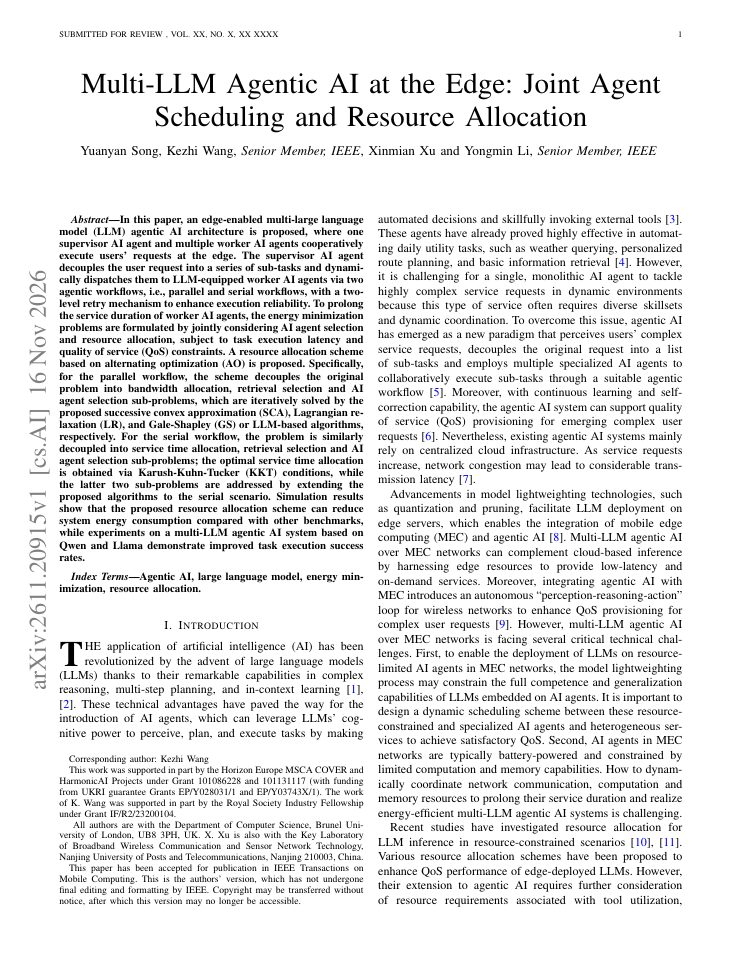 SUBMITTED FOR REVIEW , VOL. XX, NO. X, XX XXXX
1
Multi-LLM Agentic AI at the Edge: Joint Agent
Scheduling and Resource Allocation
Yuanyan Song, Kezhi Wang, Senior Member, IEEE, Xinmian Xu and Yongmin Li, Senior Member, IEEE
arXiv:2611.20915v1 [cs.AI] 16 Nov 2026
Abstract—In this paper, an edge-enabled multi-large language
model (LLM) agentic AI architecture is proposed, where one
supervisor AI agent and multiple worker AI agents cooperatively
execute users' requests at the edge. The supervisor AI agent
decouples the user request into a series of sub-tasks and dynami-
cally dispatches them to LLM-equipped worker AI agents via two
agentic workflows, i.e., parallel and serial workflows, with a two-
level retry mechanism to enhance execution reliability. To prolong
the service duration of worker AI agents, the energy minimization
problems are formulated by jointly considering AI agent selection
and resource allocation, subject to task execution latency and
quality of service (QoS) constraints. A resource allocation scheme
based on alternating optimization (AO) is proposed. Specifically,
for the parallel workflow, the scheme decouples the original
problem into bandwidth allocation, retrieval selection and AI
agent selection sub-problems, which are iteratively solved by the
proposed successive convex approximation (SCA), Lagrangian re-
laxation (LR), and Gale-Shapley (GS) or LLM-based algorithms,
respectively. For the serial workflow, the problem is similarly
decoupled into service time allocation, retrieval selection and AI
agent selection sub-problems; the optimal service time allocation
is obtained via Karush-Kuhn-Tucker (KKT) conditions, while
the latter two sub-problems are addressed by extending the
proposed algorithms to the serial scenario. Simulation results
show that the proposed resource allocation scheme can reduce
system energy consumption compared with other benchmarks,
while experiments on a multi-LLM agentic AI system based on
Qwen and Llama demonstrate improved task execution success
rates.
Index Terms—Agentic AI, large language model, energy min-
imization, resource allocation.
I. INTRODUCTION
THE application of artificial intelligence (AI) has been
revolutionized by the advent of large language models
(LLMs) thanks to their remarkable capabilities in complex
reasoning, multi-step planning, and in-context learning [1],
[2]. These technical advantages have paved the way for the
introduction of AI agents, which can leverage LLMs' cog-
nitive power to perceive, plan, and execute tasks by making
Corresponding author: Kezhi Wang
This work was supported in part by the Horizon Europe MSCA COVER and
HarmonicAI Projects under Grant 101086228 and 101131117 (with funding
from UKRI guarantee Grants EP/Y028031/1 and EP/Y03743X/1). The work
of K. Wang was supported in part by the Royal Society Industry Fellowship
under Grant IF/R2/23200104.
All authors are with the Department of Computer Science, Brunel Uni-
versity of London, UB8 3PH, UK. X. Xu is also with the Key Laboratory
of Broadband Wireless Communication and Sensor Network Technology,
Nanjing University of Posts and Telecommunications, Nanjing 210003, China.
This paper has been accepted for publication in IEEE Transactions on
Mobile Computing. This is the authors' version, which has not undergone
final editing and formatting by IEEE. Copyright may be transferred without
notice, after which this version may no longer be accessible.
automated decisions and skillfully invoking external tools [3].
These agents have already proved highly effective in automat-
ing daily utility tasks, such as weather querying, personalized
route planning, and basic information retrieval [4]. However,
it is challenging for a single, monolithic AI agent to tackle
highly complex service requests in dynamic environments
because this type of service often requires diverse skillsets
and dynamic coordination. To overcome this issue, agentic AI
has emerged as a new paradigm that perceives users' complex
service requests, decouples the original request into a list
of sub-tasks and employs multiple specialized AI agents to
collaboratively execute sub-tasks through a suitable agentic
workflow [5]. Moreover, with continuous learning and self-
correction capability, the agentic AI system can support quality
of service (QoS) provisioning for emerging complex user
requests [6]. Nevertheless, existing agentic AI systems mainly
rely on centralized cloud infrastructure. As service requests
increase, network congestion may lead to considerable trans-
mission latency [7].
Advancements in model lightweighting technologies, such
as quantization and pruning, facilitate LLM deployment on
edge servers, which enables the integration of mobile edge
computing (MEC) and agentic AI [8]. Multi-LLM agentic AI
over MEC networks can complement cloud-based inference
by harnessing edge resources to provide low-latency and
on-demand services. Moreover, integrating agentic AI with
MEC introduces an autonomous “perception-reasoning-action”
loop for wireless networks to enhance QoS provisioning for
complex user requests [9]. However, multi-LLM agentic AI
over MEC networks is facing several critical technical chal-
lenges. First, to enable the deployment of LLMs on resource-
limited AI agents in MEC networks, the model lightweighting
process may constrain the full competence and generalization
capabilities of LLMs embedded on AI agents. It is important to
design a dynamic scheduling scheme between these resource-
constrained and specialized AI agents and heterogeneous ser-
vices to achieve satisfactory QoS. Second, AI agents in MEC
networks are typically battery-powered and constrained by
limited computation and memory capabilities. How to dynam-
ically coordinate network communication, computation and
memory resources to prolong their service duration and realize
energy-efficient multi-LLM agentic AI systems is challenging.
Recent studies have investigated resource allocation for
LLM inference in resource-constrained scenarios [10], [11].
Various resource allocation schemes have been proposed to
enhance QoS performance of edge-deployed LLMs. However,
their extension to agentic AI requires further consideration
of resource requirements associated with tool utilization,